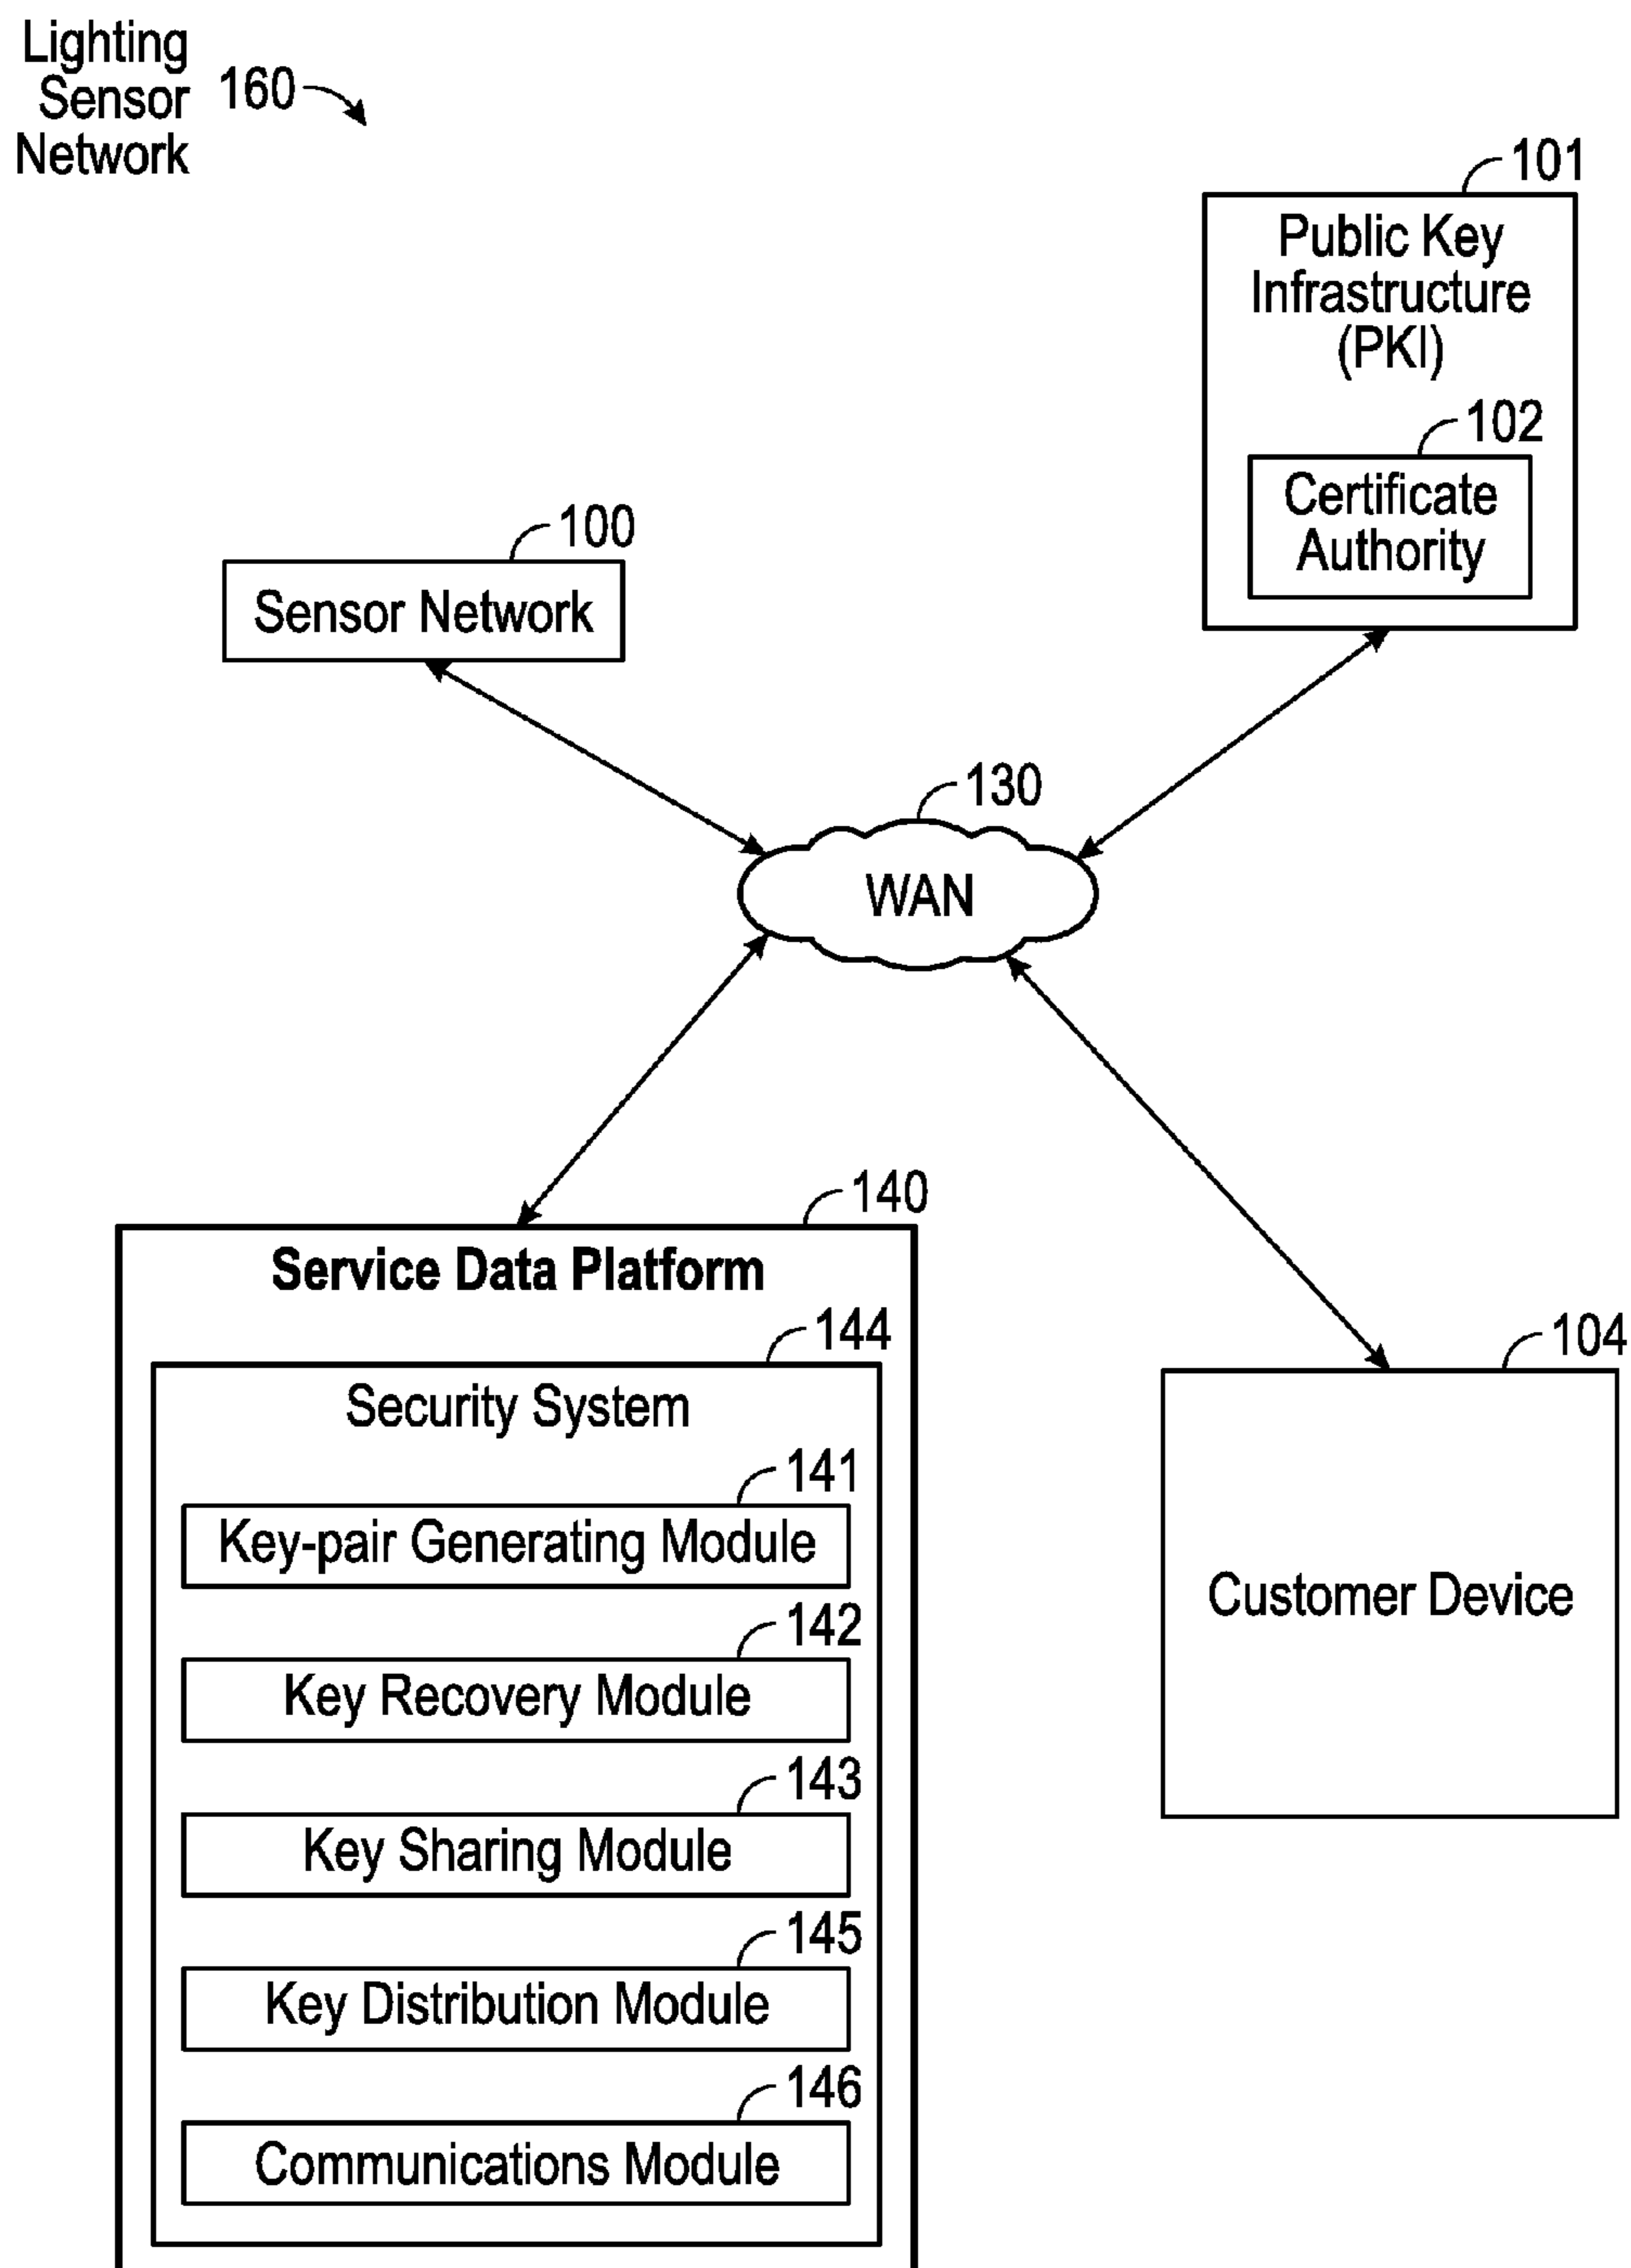 Lighting
Sensor
Network
160
101
Public Key
Infrastructure
(PKI)
102
Certificate
Authority
100
Sensor Network
130
WAN
140
Service Data Platform
144
Security System
141
Key-pair Generating Module
142
Key Recovery Module
143
Key Sharing Module
145
Key Distribution Module
146
Communications Module
104
Customer Device